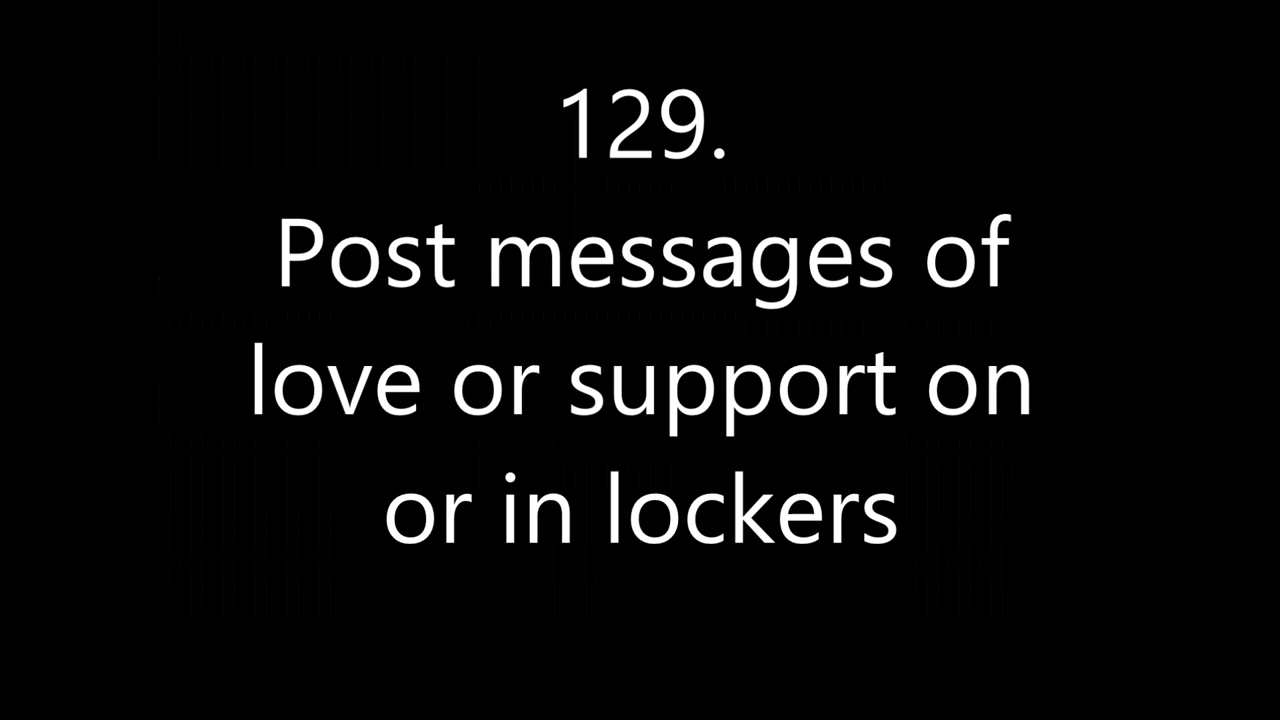 129.
Post messages of
love or support on
or in lockers